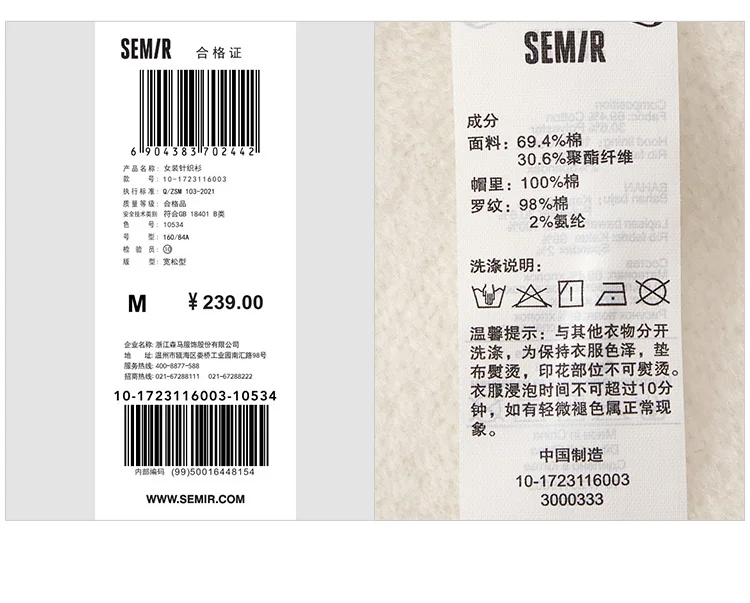 SEMIR 合格证
6 904383 702442
产品名称: 女装针织衫
款 号: 10-1723116003
执行标准: Q/ZSM 103-2021
质量等级: 合格品
安全技术类别 符合GB 18401 B类
色 号: 10534
号 型: 160/84A
检 验 员: 10
版 型: 宽松型
M ¥239.00
企业名称: 浙江森马服饰股份有限公司
地 址: 温州市瓯海区娄桥工业园南汇路98号
服务热线: 400-8877-588
招商热线: 021-67288111 021-67288222
10-1723116003-10534
内部编码 (99)50016448154
WWW.SEMIR.COM
SEMIR
成分
面料: 69.4%棉
30.6%聚酯纤维
帽里: 100%棉
罗纹: 98%棉
2%氨纶
洗涤说明:
温馨提示: 与其他衣物分开
洗涤, 为保持衣服色泽, 垫
布熨烫, 印花部位不可熨烫。
衣服浸泡时间不可超过10分
钟, 如有轻微褪色属正常现
象。
中国制造
10-1723116003
3000333